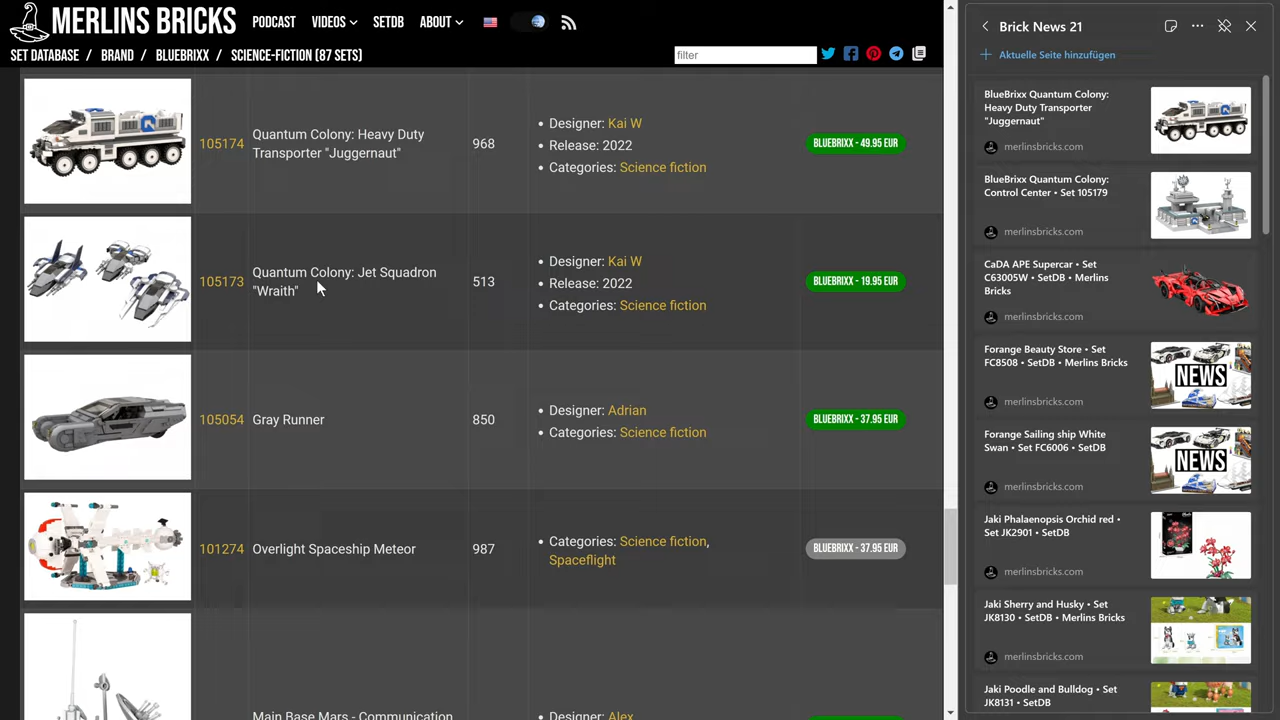 MERLINS BRICKS
PODCAST VIDEOS SETDB ABOUT
SET DATABASE / BRAND / BLUEBRIXX / SCIENCE-FICTION (87 SETS)
filter
105174
Quantum Colony: Heavy Duty
Transporter "Juggernaut"
968
• Designer: Kai W
• Release: 2022
• Categories: Science fiction
BLUEBRIXX - 49.95 EUR
105173
Quantum Colony: Jet Squadron
"Wraith"
513
• Designer: Kai W
• Release: 2022
• Categories: Science fiction
BLUEBRIXX - 19.95 EUR
105054
Gray Runner
850
• Designer: Adrian
• Categories: Science fiction
BLUEBRIXX - 37.95 EUR
101274
Overlight Spaceship Meteor
987
• Categories: Science fiction,
Spaceflight
BLUEBRIXX - 37.95 EUR
Main Base Mars - Communication
• Designer: Alex
Brick News 21
Aktuelle Seite hinzufügen
BlueBrixx Quantum Colony:
Heavy Duty Transporter
"Juggernaut"
merlinsbricks.com
BlueBrixx Quantum Colony:
Control Center • Set 105179
merlinsbricks.com
CaDA APE Supercar • Set
C63005W • SetDB • Merlins
Bricks
merlinsbricks.com
Forange Beauty Store • Set
FC8508 • SetDB • Merlins Bricks
NEWS
merlinsbricks.com
Forange Sailing ship White
Swan • Set FC6006 • SetDB
NEWS
merlinsbricks.com
Jaki Phalaenopsis Orchid red •
Set JK2901 • SetDB
merlinsbricks.com
Jaki Sherry and Husky • Set
JK8130 • SetDB • Merlins Bricks
merlinsbricks.com
Jaki Poodle and Bulldog • Set
JK8131 • SetDB